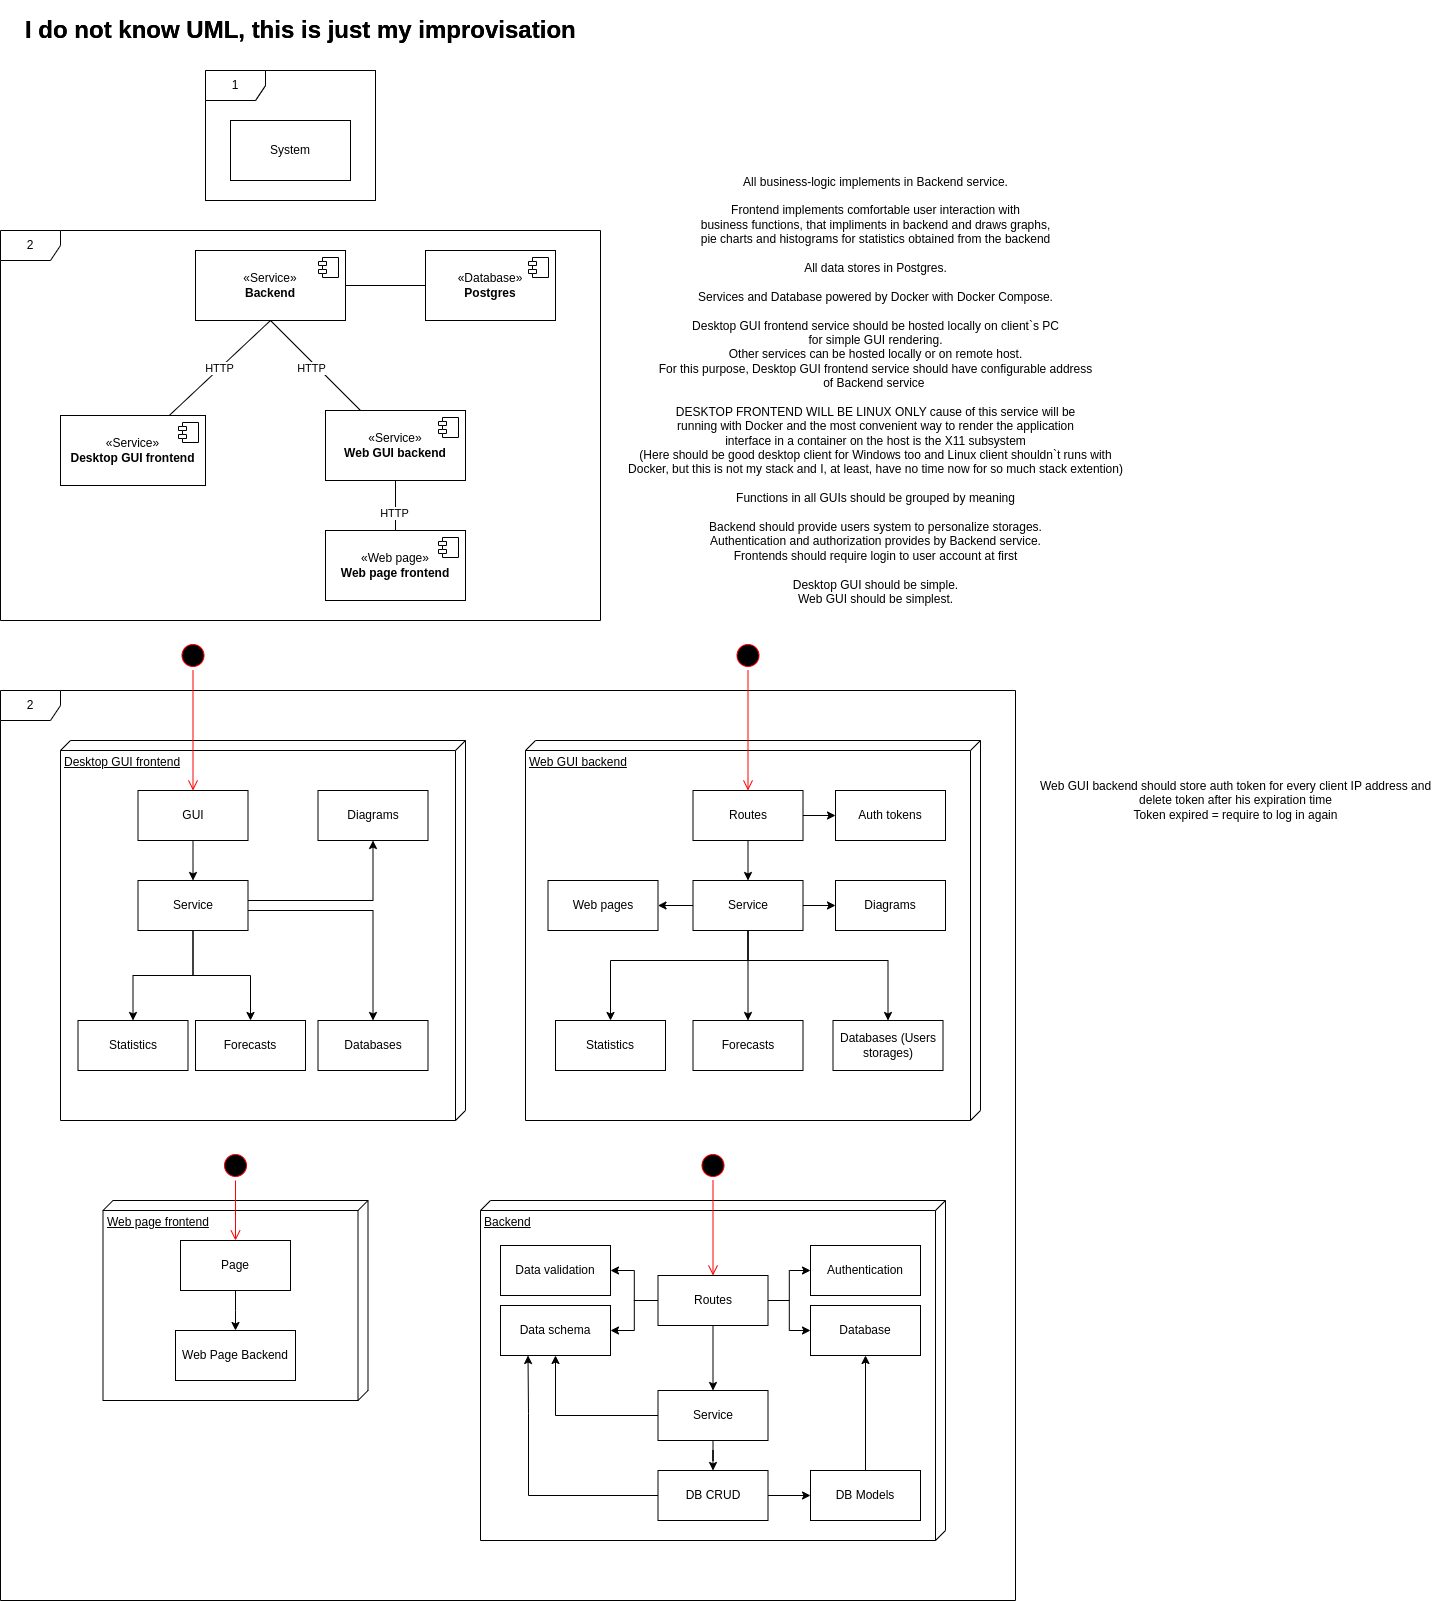 I do not know UML, this is just my improvisation
1
System
All business-logic implements in Backend service.
Frontend implements comfortable user interaction with
business functions, that impliments in backend and draws graphs,
pie charts and histograms for statistics obtained from the backend
All data stores in Postgres.
Services and Database powered by Docker with Docker Compose.
Desktop GUI frontend service should be hosted locally on client`s PC
for simple GUI rendering.
Other services can be hosted locally or on remote host.
For this purpose, Desktop GUI frontend service should have configurable address
of Backend service
DESKTOP FRONTEND WILL BE LINUX ONLY cause of this service will be
running with Docker and the most convenient way to render the application
interface in a container on the host is the X11 subsystem
(Here should be good desktop client for Windows too and Linux client shouldn`t runs with
Docker, but this is not my stack and I, at least, have no time now for so much stack extention)
Functions in all GUIs should be grouped by meaning
Backend should provide users system to personalize storages.
Authentication and authorization provides by Backend service.
Frontends should require login to user account at first
Desktop GUI should be simple.
Web GUI should be simplest.
2
«Service»
Backend
«Database»
Postgres
HTTP
HTTP
«Service»
Desktop GUI frontend
«Service»
Web GUI backend
HTTP
«Web page»
Web page frontend
2
Desktop GUI frontend
GUI
Diagrams
Service
Statistics
Forecasts
Databases
Web GUI backend
Routes
Auth tokens
Web pages
Service
Diagrams
Statistics
Forecasts
Databases (Users
storages)
Web GUI backend should store auth token for every client IP address and
delete token after his expiration time
Token expired = require to log in again
Web page frontend
Page
Web Page Backend
Backend
Data validation
Routes
Authentication
Data schema
Database
Service
DB CRUD
DB Models